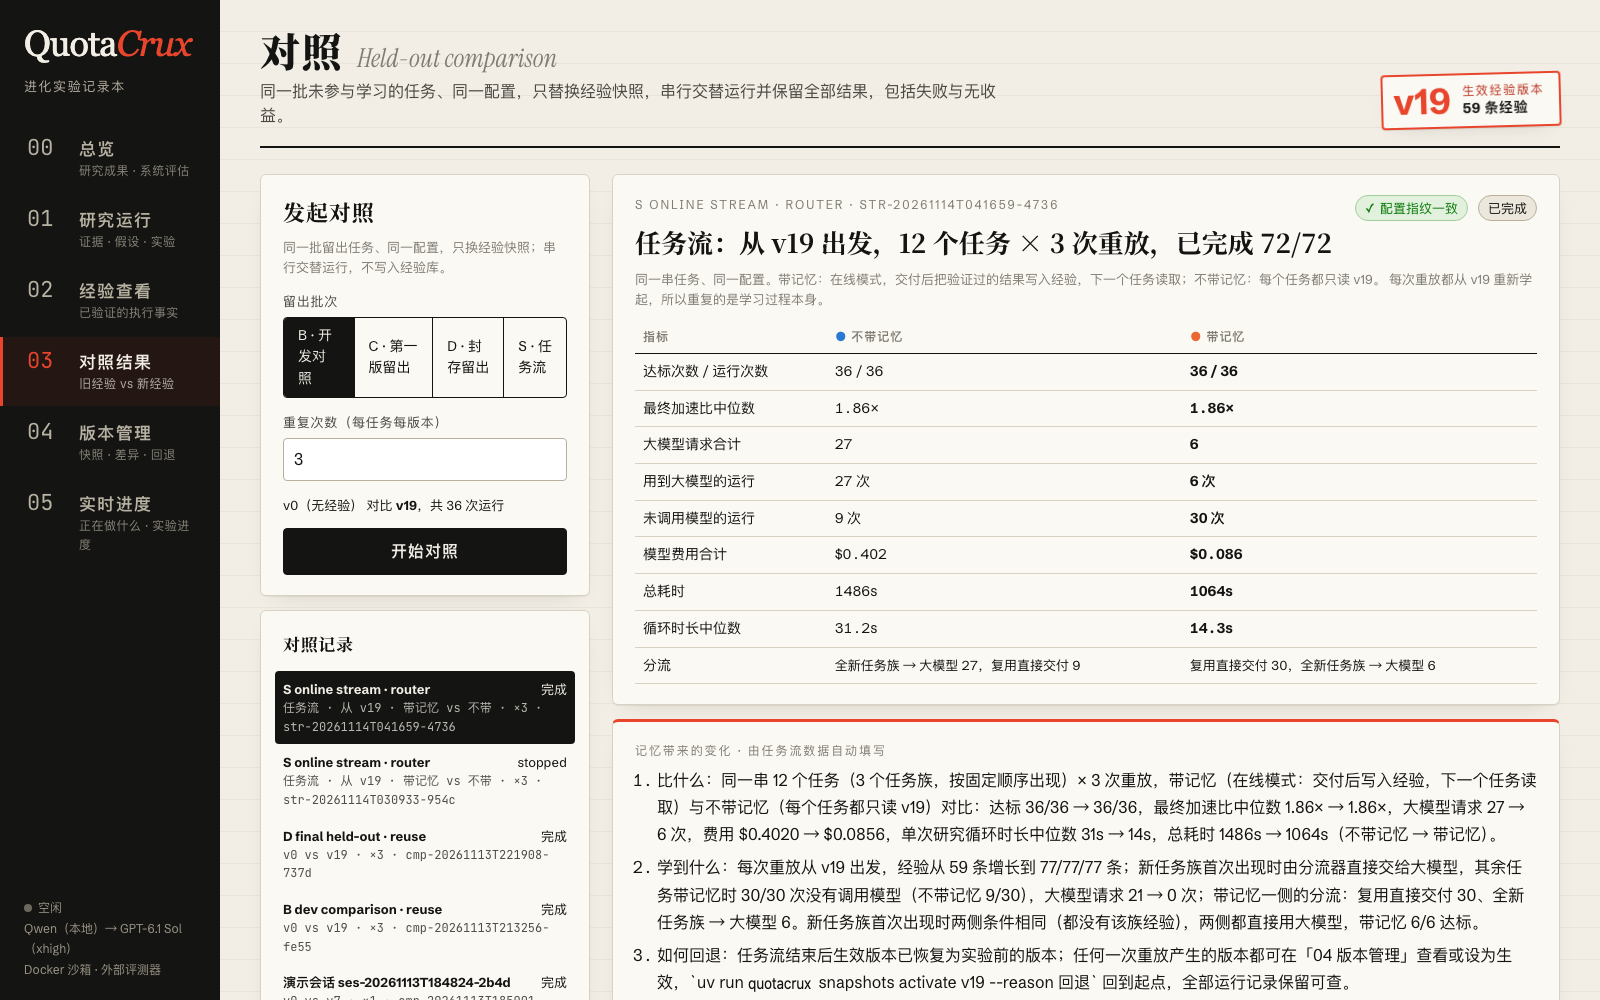 QuotaCrux
进化实验记录本
00 总览
研究成果 · 系统评估
01 研究运行
证据 · 假设 · 实验
02 经验查看
已验证的执行事实
03 对照结果
旧经验 vs 新经验
04 版本管理
快照 · 差异 · 回退
05 实时进度
正在做什么 · 实验进
度
空闲
Qwen（本地）→ GPT-6.1 Sol
（xhigh）
Docker 沙箱 · 外部评测器
对照 Held-out comparison
同一批未参与学习的任务、同一配置，只替换经验快照，串行交替运行并保留全部结果，包括失败与无收
益。
v19 生效经验版本
59 条经验
发起对照
同一批留出任务、同一配置，只换经验快照；串
行交替运行，不写入经验库。
留出批次
B · 开
发对
照
C · 第一
版留出
D · 封
存留出
S · 任
务流
重复次数（每任务每版本）
3
v0（无经验） 对比 v19，共 36 次运行
开始对照
对照记录
S online stream · router 完成
任务流 · 从 v19 · 带记忆 vs 不带 · ×3 ·
str-20261114T041659-4736
S online stream · router stopped
任务流 · 从 v19 · 带记忆 vs 不带 · ×3 ·
str-20261114T030933-954c
D final held-out · reuse 完成
v0 vs v19 · ×3 · cmp-20261113T221908-
737d
B dev comparison · reuse 完成
v0 vs v19 · ×3 · cmp-20261113T213256-
fe55
演示会话 ses-20261113T184824-2b4d 完成
S ONLINE STREAM · ROUTER · STR-20261114T041659-4736
✓ 配置指纹一致 已完成
任务流：从 v19 出发，12 个任务 × 3 次重放，已完成 72/72
同一串任务、同一配置。带记忆：在线模式，交付后把验证过的结果写入经验，下一个任务读取；不带记忆：每个任务都只读 v19。 每次重放都从 v19 重新学
起，所以重复的是学习过程本身。
指标 不带记忆 带记忆
达标次数 / 运行次数 36 / 36 36 / 36
最终加速比中位数 1.86× 1.86×
大模型请求合计 27 6
用到大模型的运行 27 次 6 次
未调用模型的运行 9 次 30 次
模型费用合计 $0.402 $0.086
总耗时 1486s 1064s
循环时长中位数 31.2s 14.3s
分流 全新任务族 → 大模型 27，复用直接交付 9 复用直接交付 30，全新任务族 → 大模型 6
记忆带来的变化 · 由任务流数据自动填写
1. 比什么：同一串 12 个任务（3 个任务族，按固定顺序出现）× 3 次重放，带记忆（在线模式：交付后写入经验，下一个任务读
取）与不带记忆（每个任务都只读 v19）对比：达标 36/36 → 36/36，最终加速比中位数 1.86× → 1.86×，大模型请求 27 →
6 次，费用 $0.4020 → $0.0856，单次研究循环时长中位数 31s → 14s，总耗时 1486s → 1064s（不带记忆 → 带记忆）。
2. 学到什么：每次重放从 v19 出发，经验从 59 条增长到 77/77/77 条；新任务族首次出现时由分流器直接交给大模型，其余任
务带记忆时 30/30 次没有调用模型（不带记忆 9/30），大模型请求 21 → 0 次；带记忆一侧的分流：复用直接交付 30、全新
任务族 → 大模型 6。新任务族首次出现时两侧条件相同（都没有该族经验），两侧都直接用大模型，带记忆 6/6 达标。
3. 如何回退：任务流结束后生效版本已恢复为实验前的版本；任何一次重放产生的版本都可在「04 版本管理」查看或设为生
效，`uv run quotacrux snapshots activate v19 --reason 回退` 回到起点，全部运行记录保留可查。